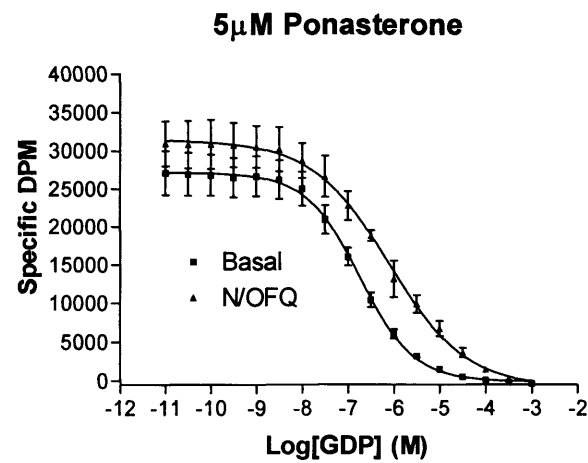 5µM Ponasterone
40000
35000
30000
25000
20000
15000
10000
5000
0
Specific DPM
Basal
N/OFQ
-12 -11 -10 -9 -8 -7 -6 -5 -4 -3 -2
Log[GDP] (M)